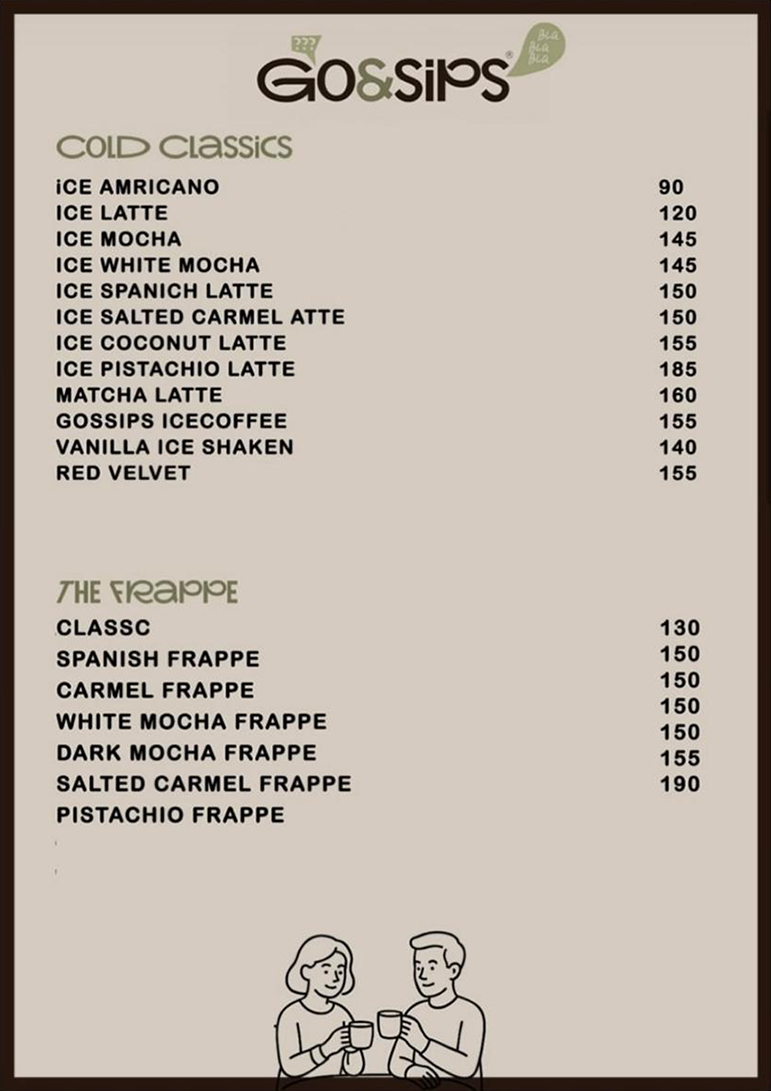 ???
GO&SiPS®
Bla
Bla
Bla
COLD CLASSICS
iCE AMRICANO 90
ICE LATTE 120
ICE MOCHA 145
ICE WHITE MOCHA 145
ICE SPANICH LATTE 150
ICE SALTED CARMEL ATTE 150
ICE COCONUT LATTE 155
ICE PISTACHIO LATTE 185
MATCHA LATTE 160
GOSSIPS ICECOFFEE 155
VANILLA ICE SHAKEN 140
RED VELVET 155
THE FRAPPE
CLASSC 130
SPANISH FRAPPE 150
CARMEL FRAPPE 150
WHITE MOCHA FRAPPE 150
DARK MOCHA FRAPPE 150
SALTED CARMEL FRAPPE 155
PISTACHIO FRAPPE 190